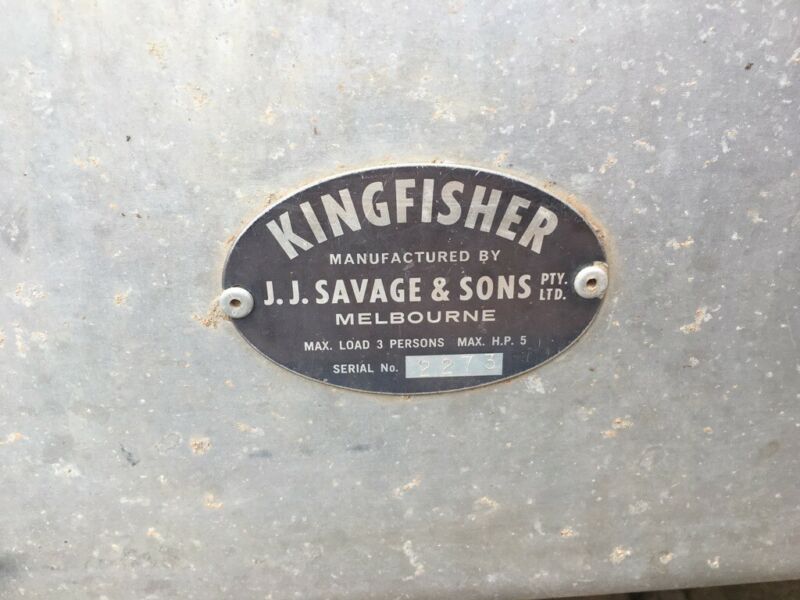 KINGFISHER
MANUFACTURED BY
J. J. SAVAGE & SONS PTY. LTD.
MELBOURNE
MAX. LOAD 3 PERSONS MAX. H.P. 5
SERIAL No. 2273